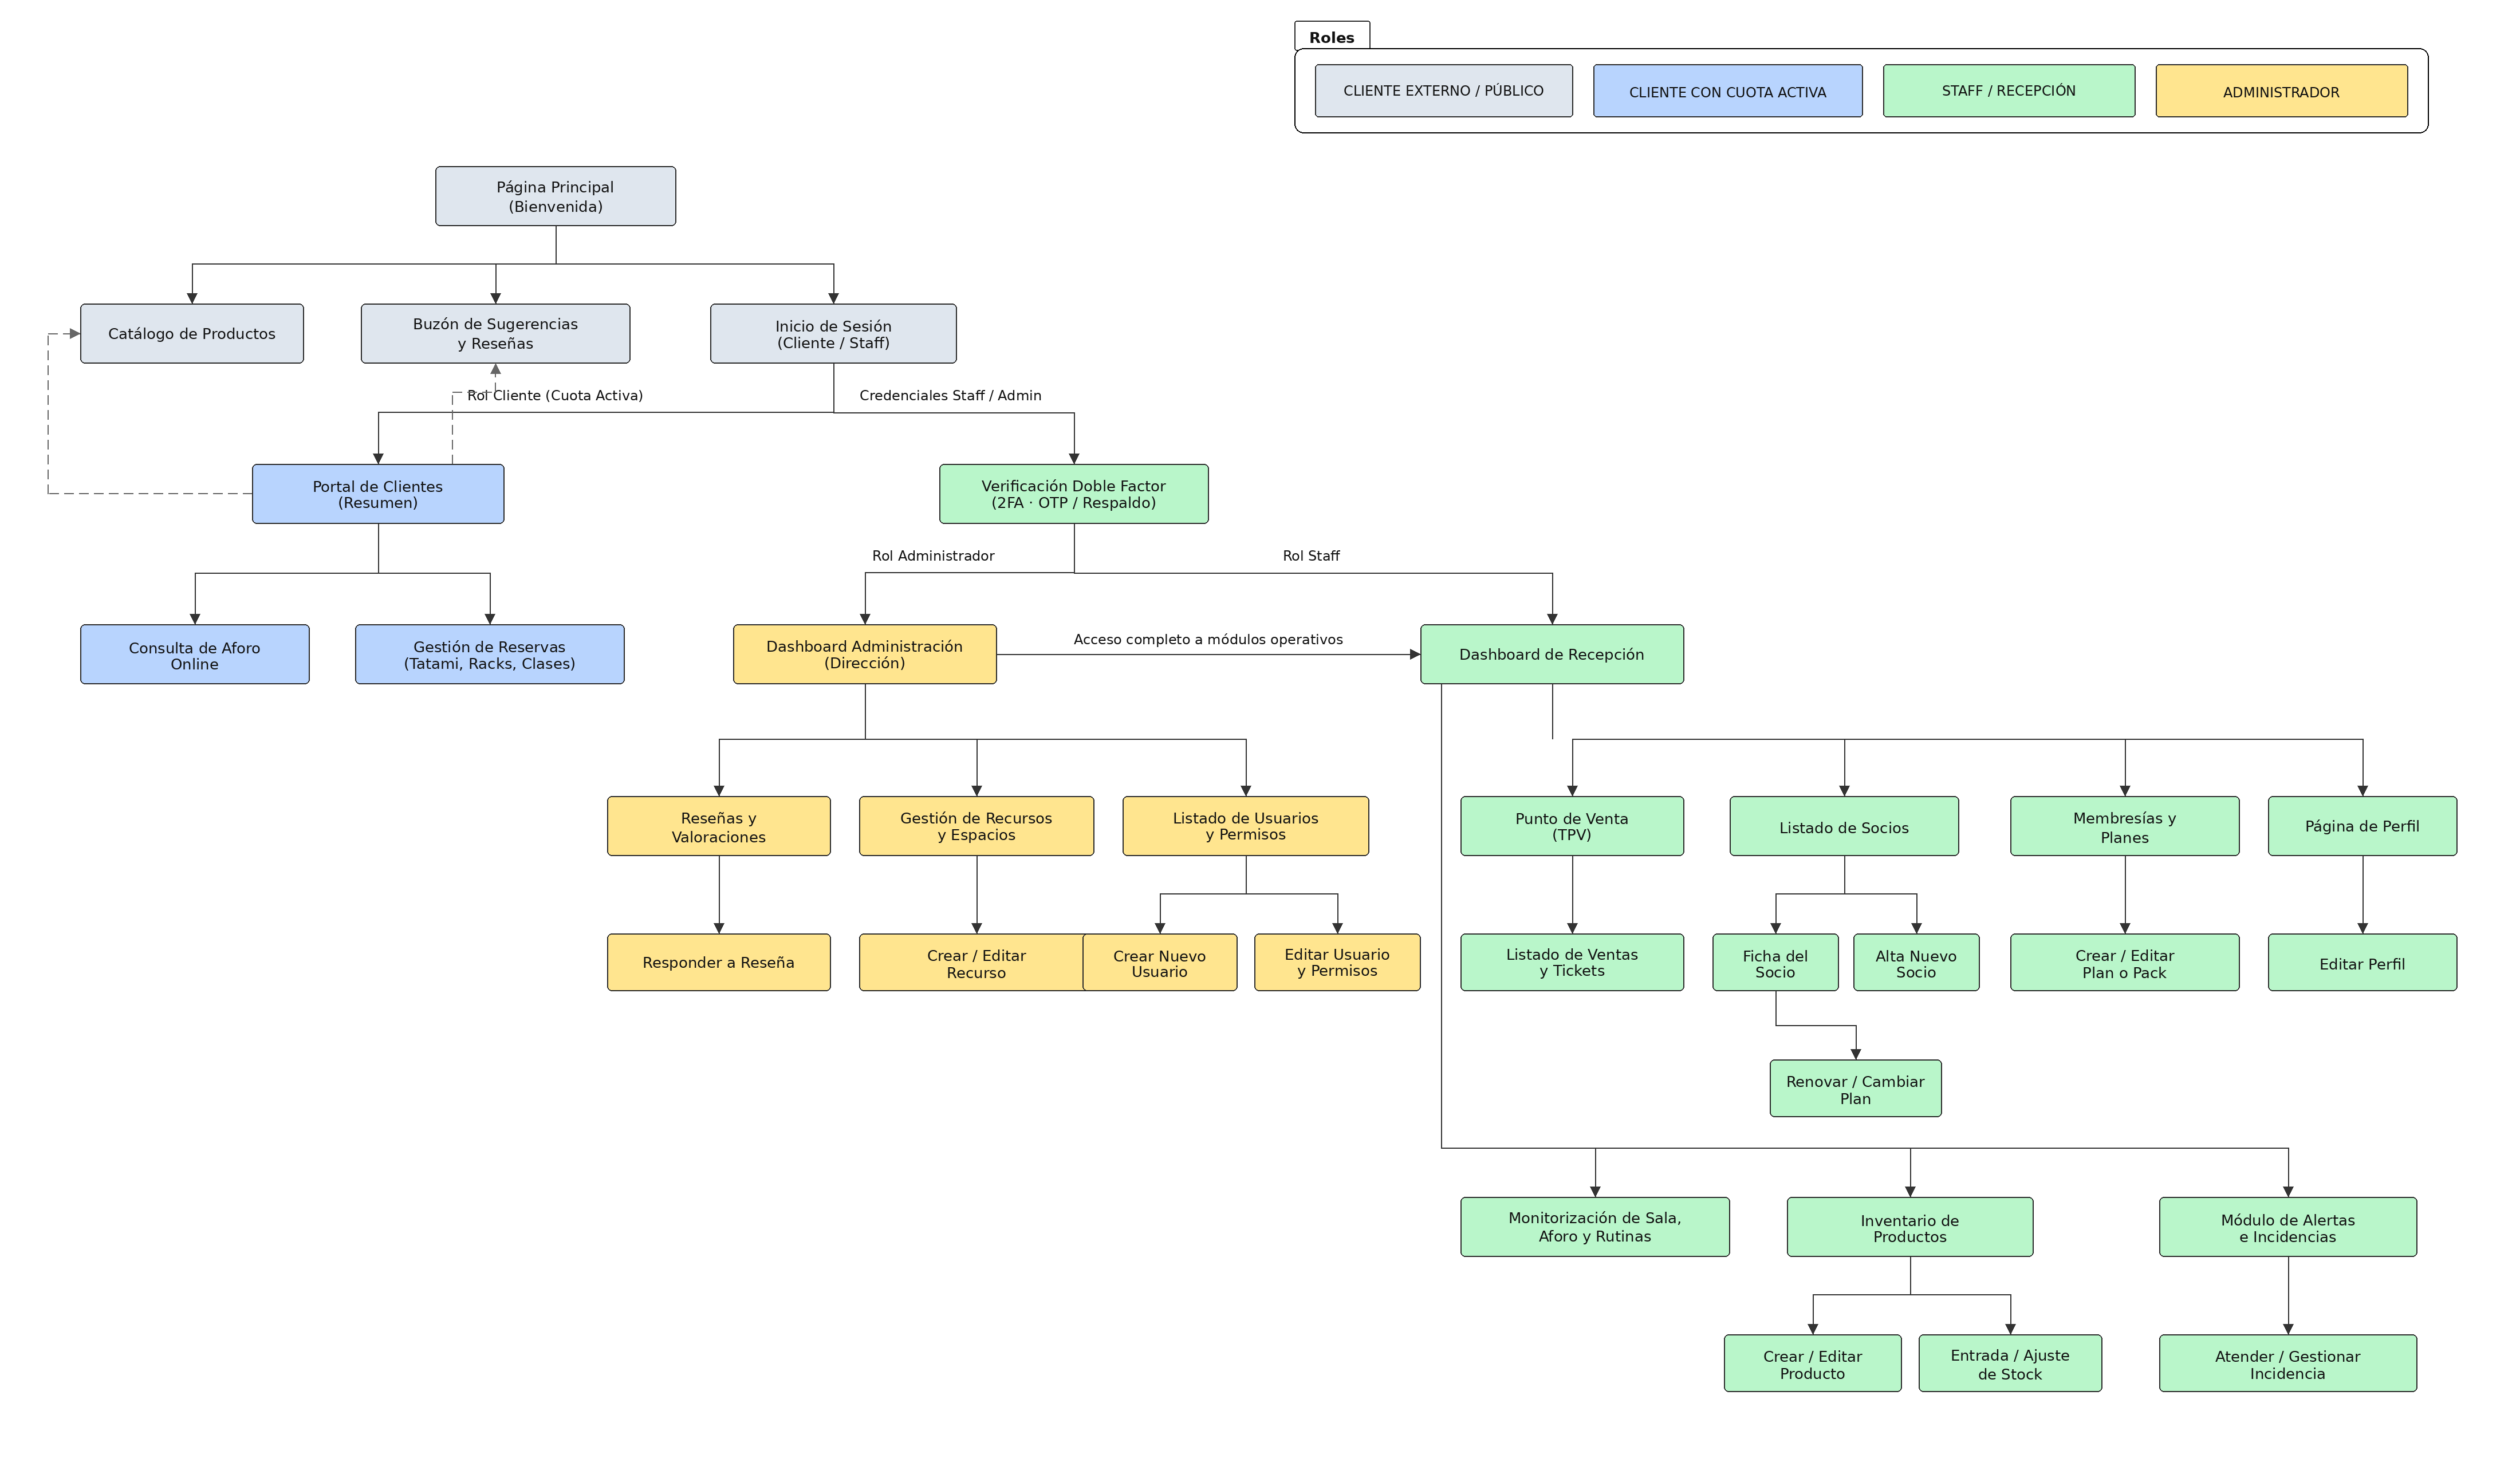 Roles
CLIENTE EXTERNO / PÚBLICO
CLIENTE CON CUOTA ACTIVA
STAFF / RECEPCIÓN
ADMINISTRADOR
Página Principal
(Bienvenida)
Catálogo de Productos
Buzón de Sugerencias
y Reseñas
Inicio de Sesión
(Cliente / Staff)
Rol Cliente (Cuota Activa)
Credenciales Staff / Admin
Portal de Clientes
(Resumen)
Verificación Doble Factor
(2FA · OTP / Respaldo)
Rol Administrador
Rol Staff
Consulta de Aforo
Online
Gestión de Reservas
(Tatami, Racks, Clases)
Dashboard Administración
(Dirección)
Acceso completo a módulos operativos
Dashboard de Recepción
Reseñas y
Valoraciones
Gestión de Recursos
y Espacios
Listado de Usuarios
y Permisos
Punto de Venta
(TPV)
Listado de Socios
Membresías y
Planes
Página de Perfil
Responder a Reseña
Crear / Editar
Recurso
Crear Nuevo
Usuario
Editar Usuario
y Permisos
Listado de Ventas
y Tickets
Ficha del
Socio
Alta Nuevo
Socio
Crear / Editar
Plan o Pack
Editar Perfil
Renovar / Cambiar
Plan
Monitorización de Sala,
Aforo y Rutinas
Inventario de
Productos
Módulo de Alertas
e Incidencias
Crear / Editar
Producto
Entrada / Ajuste
de Stock
Atender / Gestionar
Incidencia